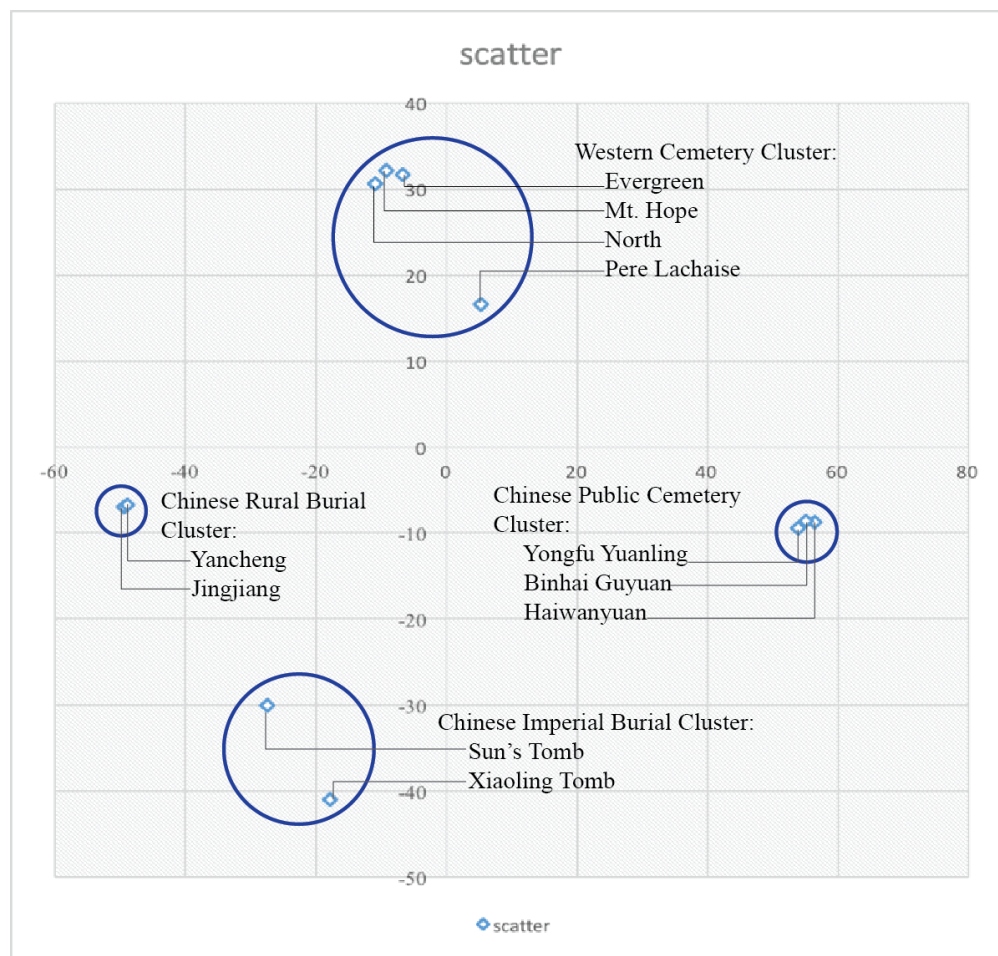 scatter
40
Western Cemetery Cluster:
Evergreen
30
Mt. Hope
North
Pere Lachaise
20
10
0
-60
-40
-20
0
20
40
60
80
Chinese Rural Burial
Cluster:
Yancheng
Jingjiang
Chinese Public Cemetery
Cluster:
Yongfu Yuanling
Binhai Guyuan
Haiwanyuan
-10
-20
-30
Chinese Imperial Burial Cluster:
Sun's Tomb
Xiaoling Tomb
-40
-50
scatter